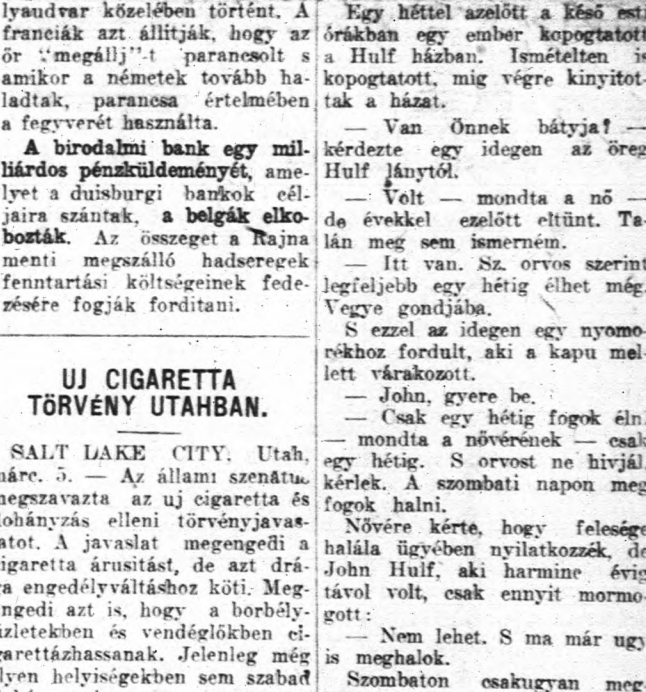 lyaudvar közelében történt. A
franciák azt állitják, hogy az
őr "megállj"-t parancsolt s
amikor a németek tovább ha-
ladtak, parancsa értelmében
a fegyverét használta.
A birodalmi bank egy mil-
liárdos pénzküldeményét, ame-
lyet a duisburgi bankok cél-
jaira szántak, a belgák elko-
bozták. Az összeget a Rajna
menti megszálló hadseregek
fenntartási költségeinek fede-
zésére fogják forditani.
UJ CIGARETTA
TÖRVÉNY UTAHBAN.
SALT LAKE CITY, Utah,
márc. 5. — Az állami szenátus
megszavazta az uj cigaretta és
dohányzás elleni törvényjavas-
atot. A javaslat megengedi a
cigaretta árusitást, de azt drá-
ga engedélyváltáshoz köti. Meg-
engedi azt is, hogy a borbély-
üzletekben és vendéglőkben ci-
garettázhassanak. Jelenleg még
ilyen helyiségekben sem szabad
Egy héttel azelőtt a késő esti
órákban egy ember kopogtatott
a Hulf házban. Ismételten is
kopogtatott, mig végre kinyitot-
tak a házat.
— Van Önnek bátyja? —
kérdezte egy idegen az öreg
Hulf lánytól.
— Volt — mondta a nő —
de évekkel ezelőtt eltünt. Ta-
lán meg sem ismerném.
— Itt van. Sz. orvos szerint
legfeljebb egy hétig élhet még.
Vegye gondjába.
S ezzel az idegen egy nyomo-
rékhoz fordult, aki a kapu mel-
lett várakozott.
— John, gyere be.
— Csak egy hétig fogok élni
— mondta a nővérének — csak
egy hétig. S orvost ne hivjál,
kérlek. A szombati napon meg
fogok halni.
Nővére kérte, hogy felesége
halála ügyében nyilatkozzék, de
John Hulf, aki harminc évig
távol volt, csak ennyit mormo-
gott:
— Nem lehet. S ma már ugy
is meghalok.
Szombaton csakugyan meg-